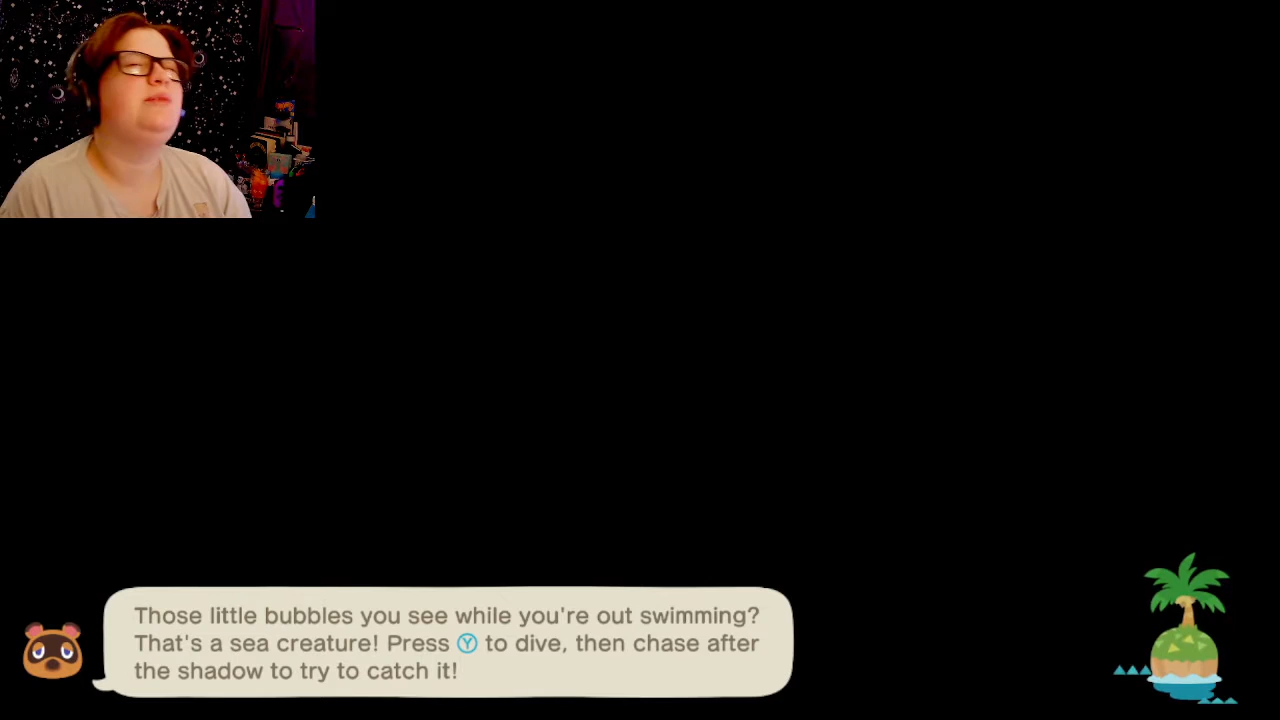 Those little bubbles you see while you're out swimming?
That's a sea creature! Press Ⓨ to dive, then chase after
the shadow to try to catch it!